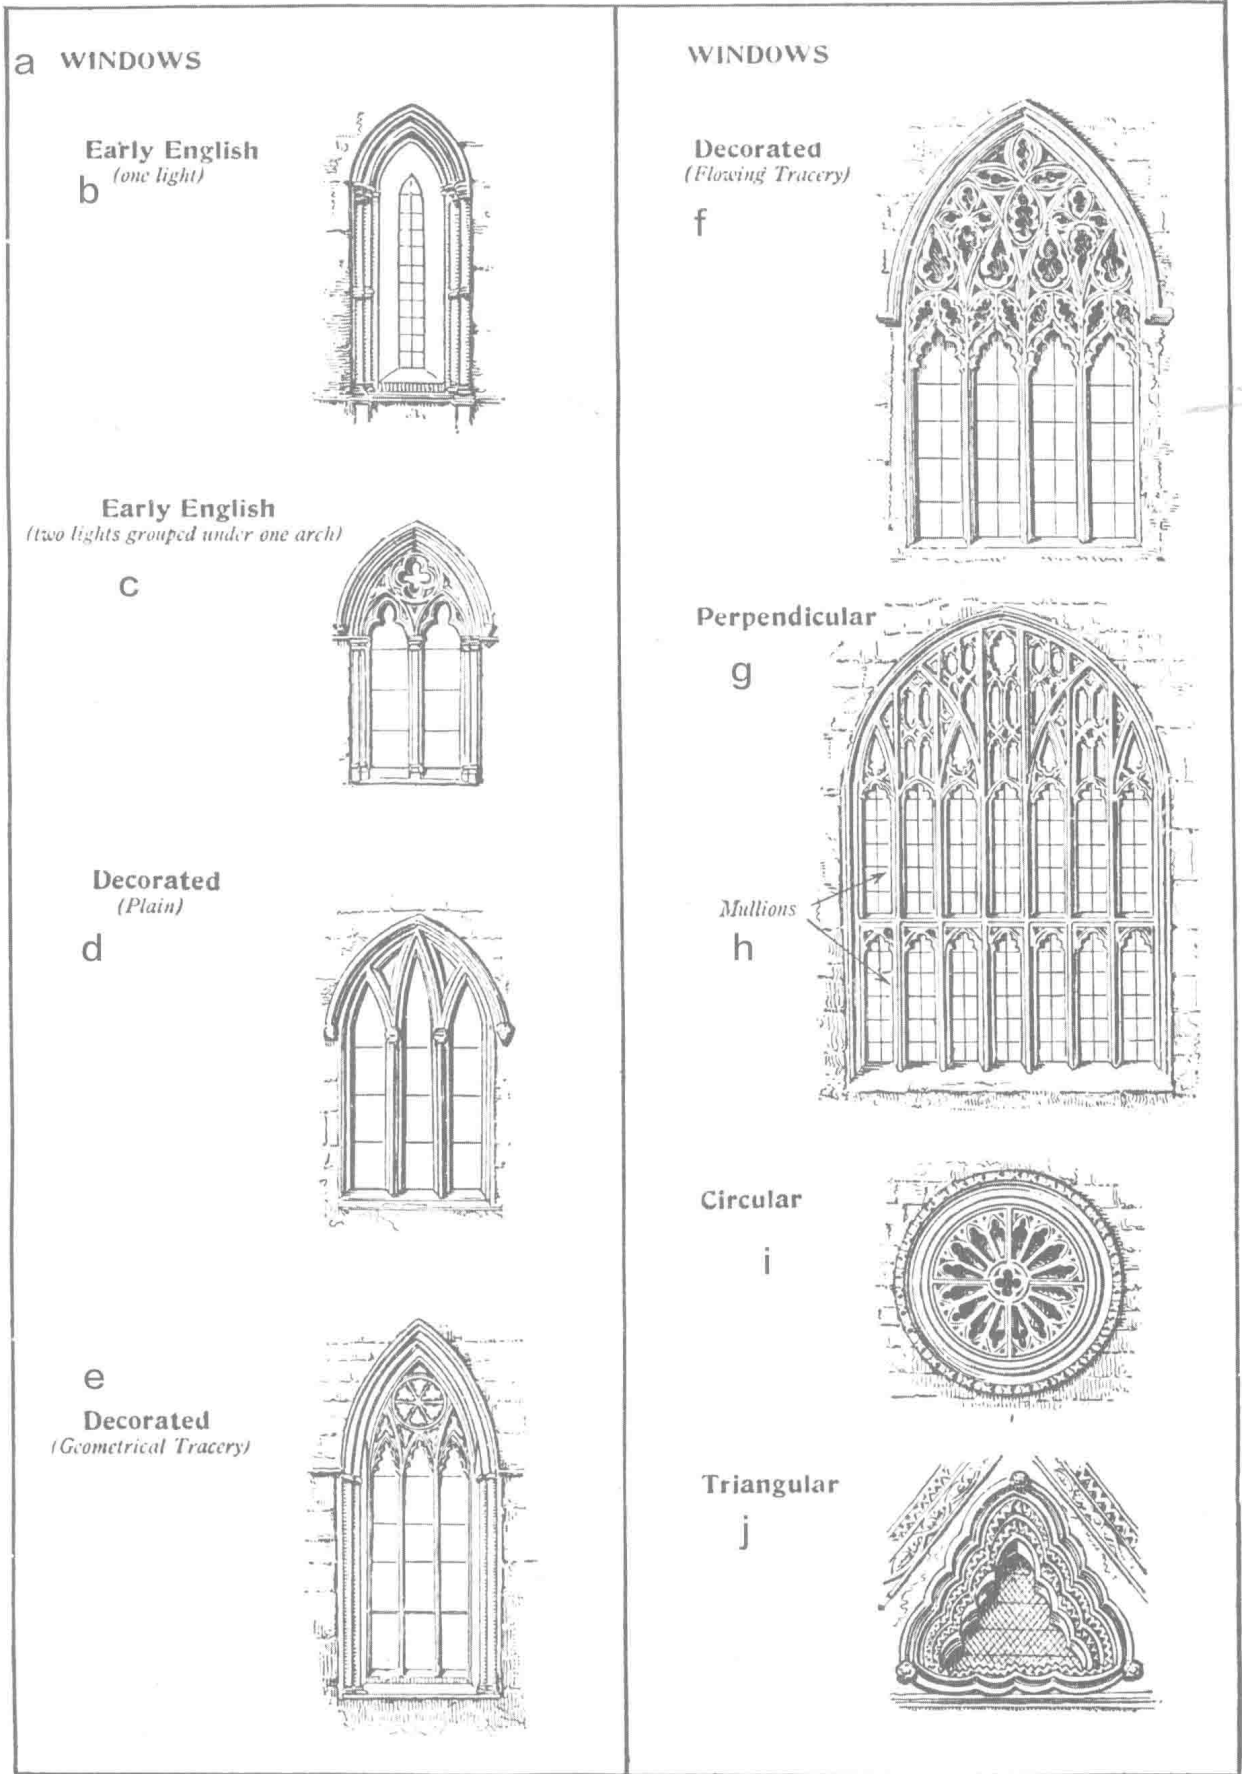 a WINDOWS
Early English
(one light)
b
Early English
(two lights grouped under one arch)
c
Decorated
(Plain)
d
e
Decorated
(Geometrical Tracery)
WINDOWS
Decorated
(Flowing Tracery)
f
Perpendicular
g
Mullions
h
Circular
i
Triangular
j